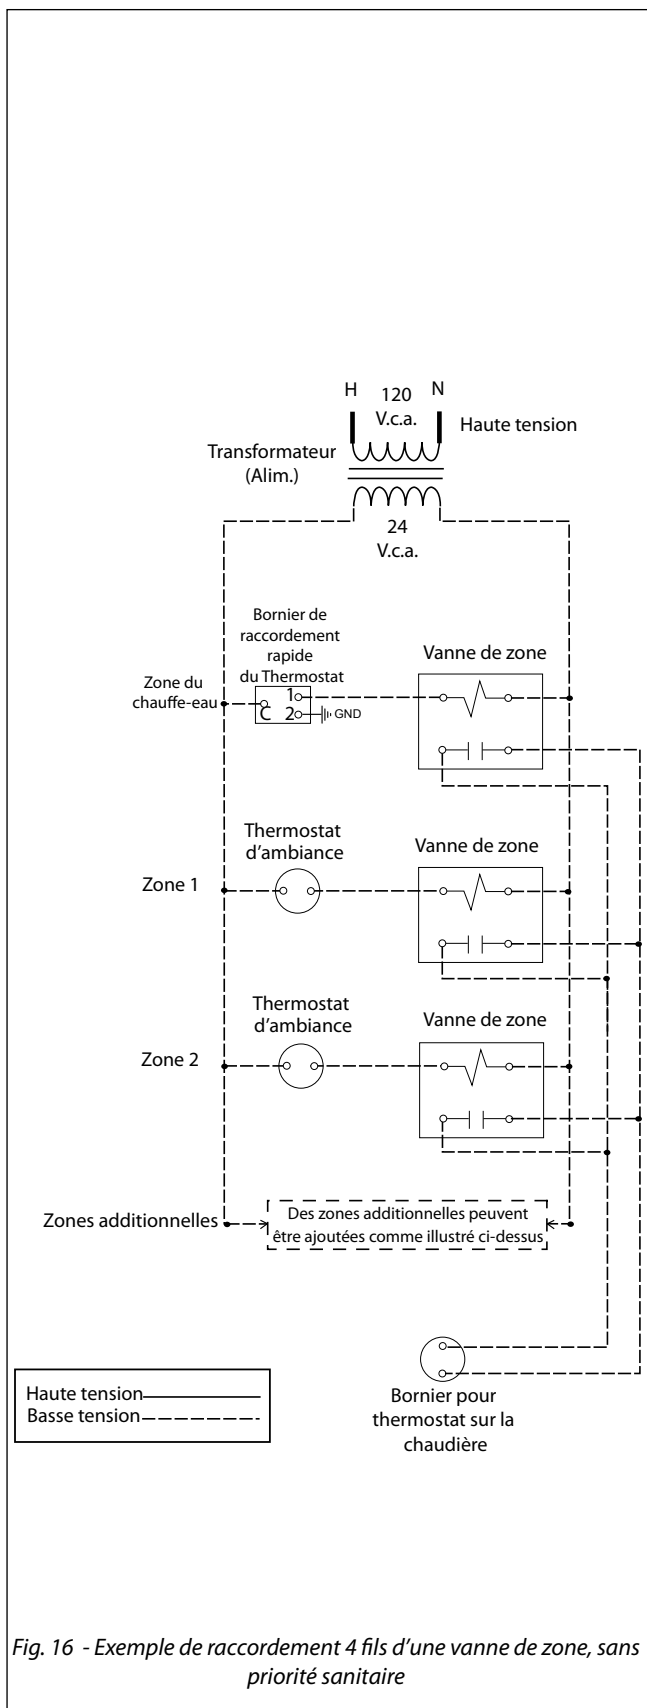 H
120
V.c.a.
N
Haute tension
Transformateur
(Alim.)
24
V.c.a.
Bornier de
raccordement
rapide
du Thermostat
Zone du
chauffe-eau
1
C
2
GND
Vanne de zone
Thermostat
d'ambiance
Vanne de zone
Zone 1
Thermostat
d'ambiance
Vanne de zone
Zone 2
Zones additionnelles
Des zones additionnelles peuvent
être ajoutées comme illustré ci-dessus
Haute tension
Basse tension
Bornier pour
thermostat sur la
chaudière
Fig. 16 - Exemple de raccordement 4 fils d'une vanne de zone, sans
priorité sanitaire